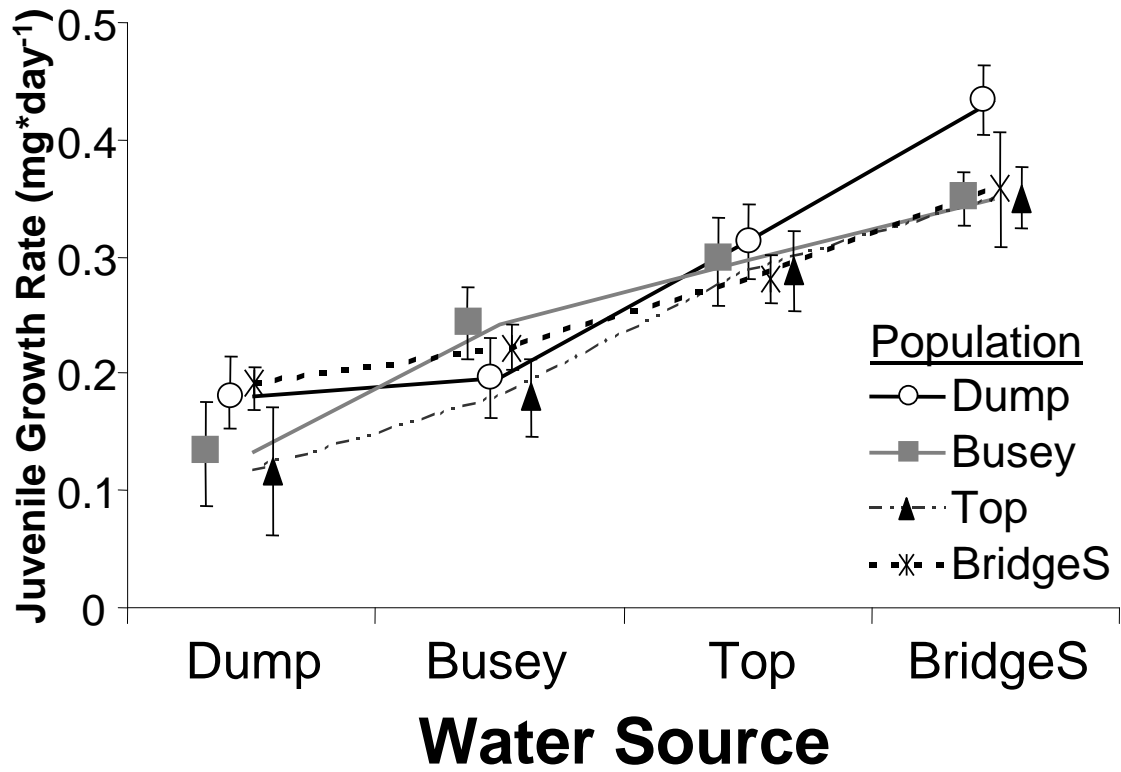 Juvenile Growth Rate (mg*day⁻¹)
0.5
0.4
0.3
0.2
0.1
0
Population
Dump
Busey
Top
BridgeS
Dump Busey Top BridgeS
Water Source